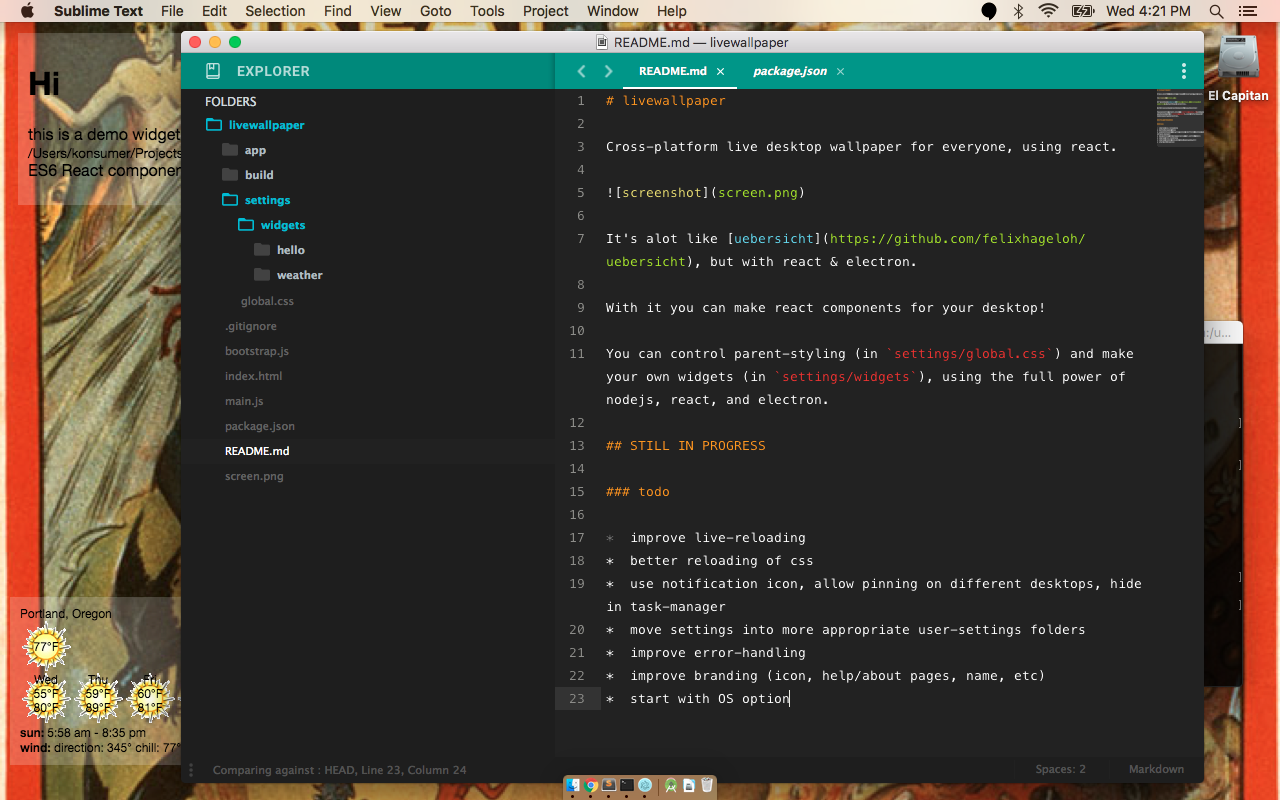 Sublime Text File Edit Selection Find View Goto Tools Project Window Help Wed 4:21 PM
README.md — livewallpaper
El Capitan
Hi
this is a demo widget
/Users/konsumer/Projects
ES6 React componen
EXPLORER
FOLDERS
livewallpaper
app
build
settings
widgets
hello
weather
global.css
.gitignore
bootstrap.js
index.html
main.js
package.json
README.md
screen.png
README.md × package.json ×
1 # livewallpaper
2
3 Cross-platform live desktop wallpaper for everyone, using react.
4
5 ![screenshot](screen.png)
6
7 It's alot like [uebersicht](https://github.com/felixhageloh/
uebersicht), but with react & electron.
8
9 With it you can make react components for your desktop!
10
11 You can control parent-styling (in `settings/global.css`) and make
your own widgets (in `settings/widgets`), using the full power of
nodejs, react, and electron.
12
13 ## STILL IN PROGRESS
14
15 ### todo
16
17 *  improve live-reloading
18 *  better reloading of css
19 *  use notification icon, allow pinning on different desktops, hide
in task-manager
20 *  move settings into more appropriate user-settings folders
21 *  improve error-handling
22 *  improve branding (icon, help/about pages, name, etc)
23 *  start with OS option
:/u...
]
]
]
]
Portland, Oregon
77°F
Wed Thu Fri
55°F 59°F 60°F
80°F 89°F 81°F
sun: 5:58 am - 8:35 pm
wind: direction: 345° chill: 77°
Comparing against : HEAD, Line 23, Column 24
Spaces: 2 Markdown